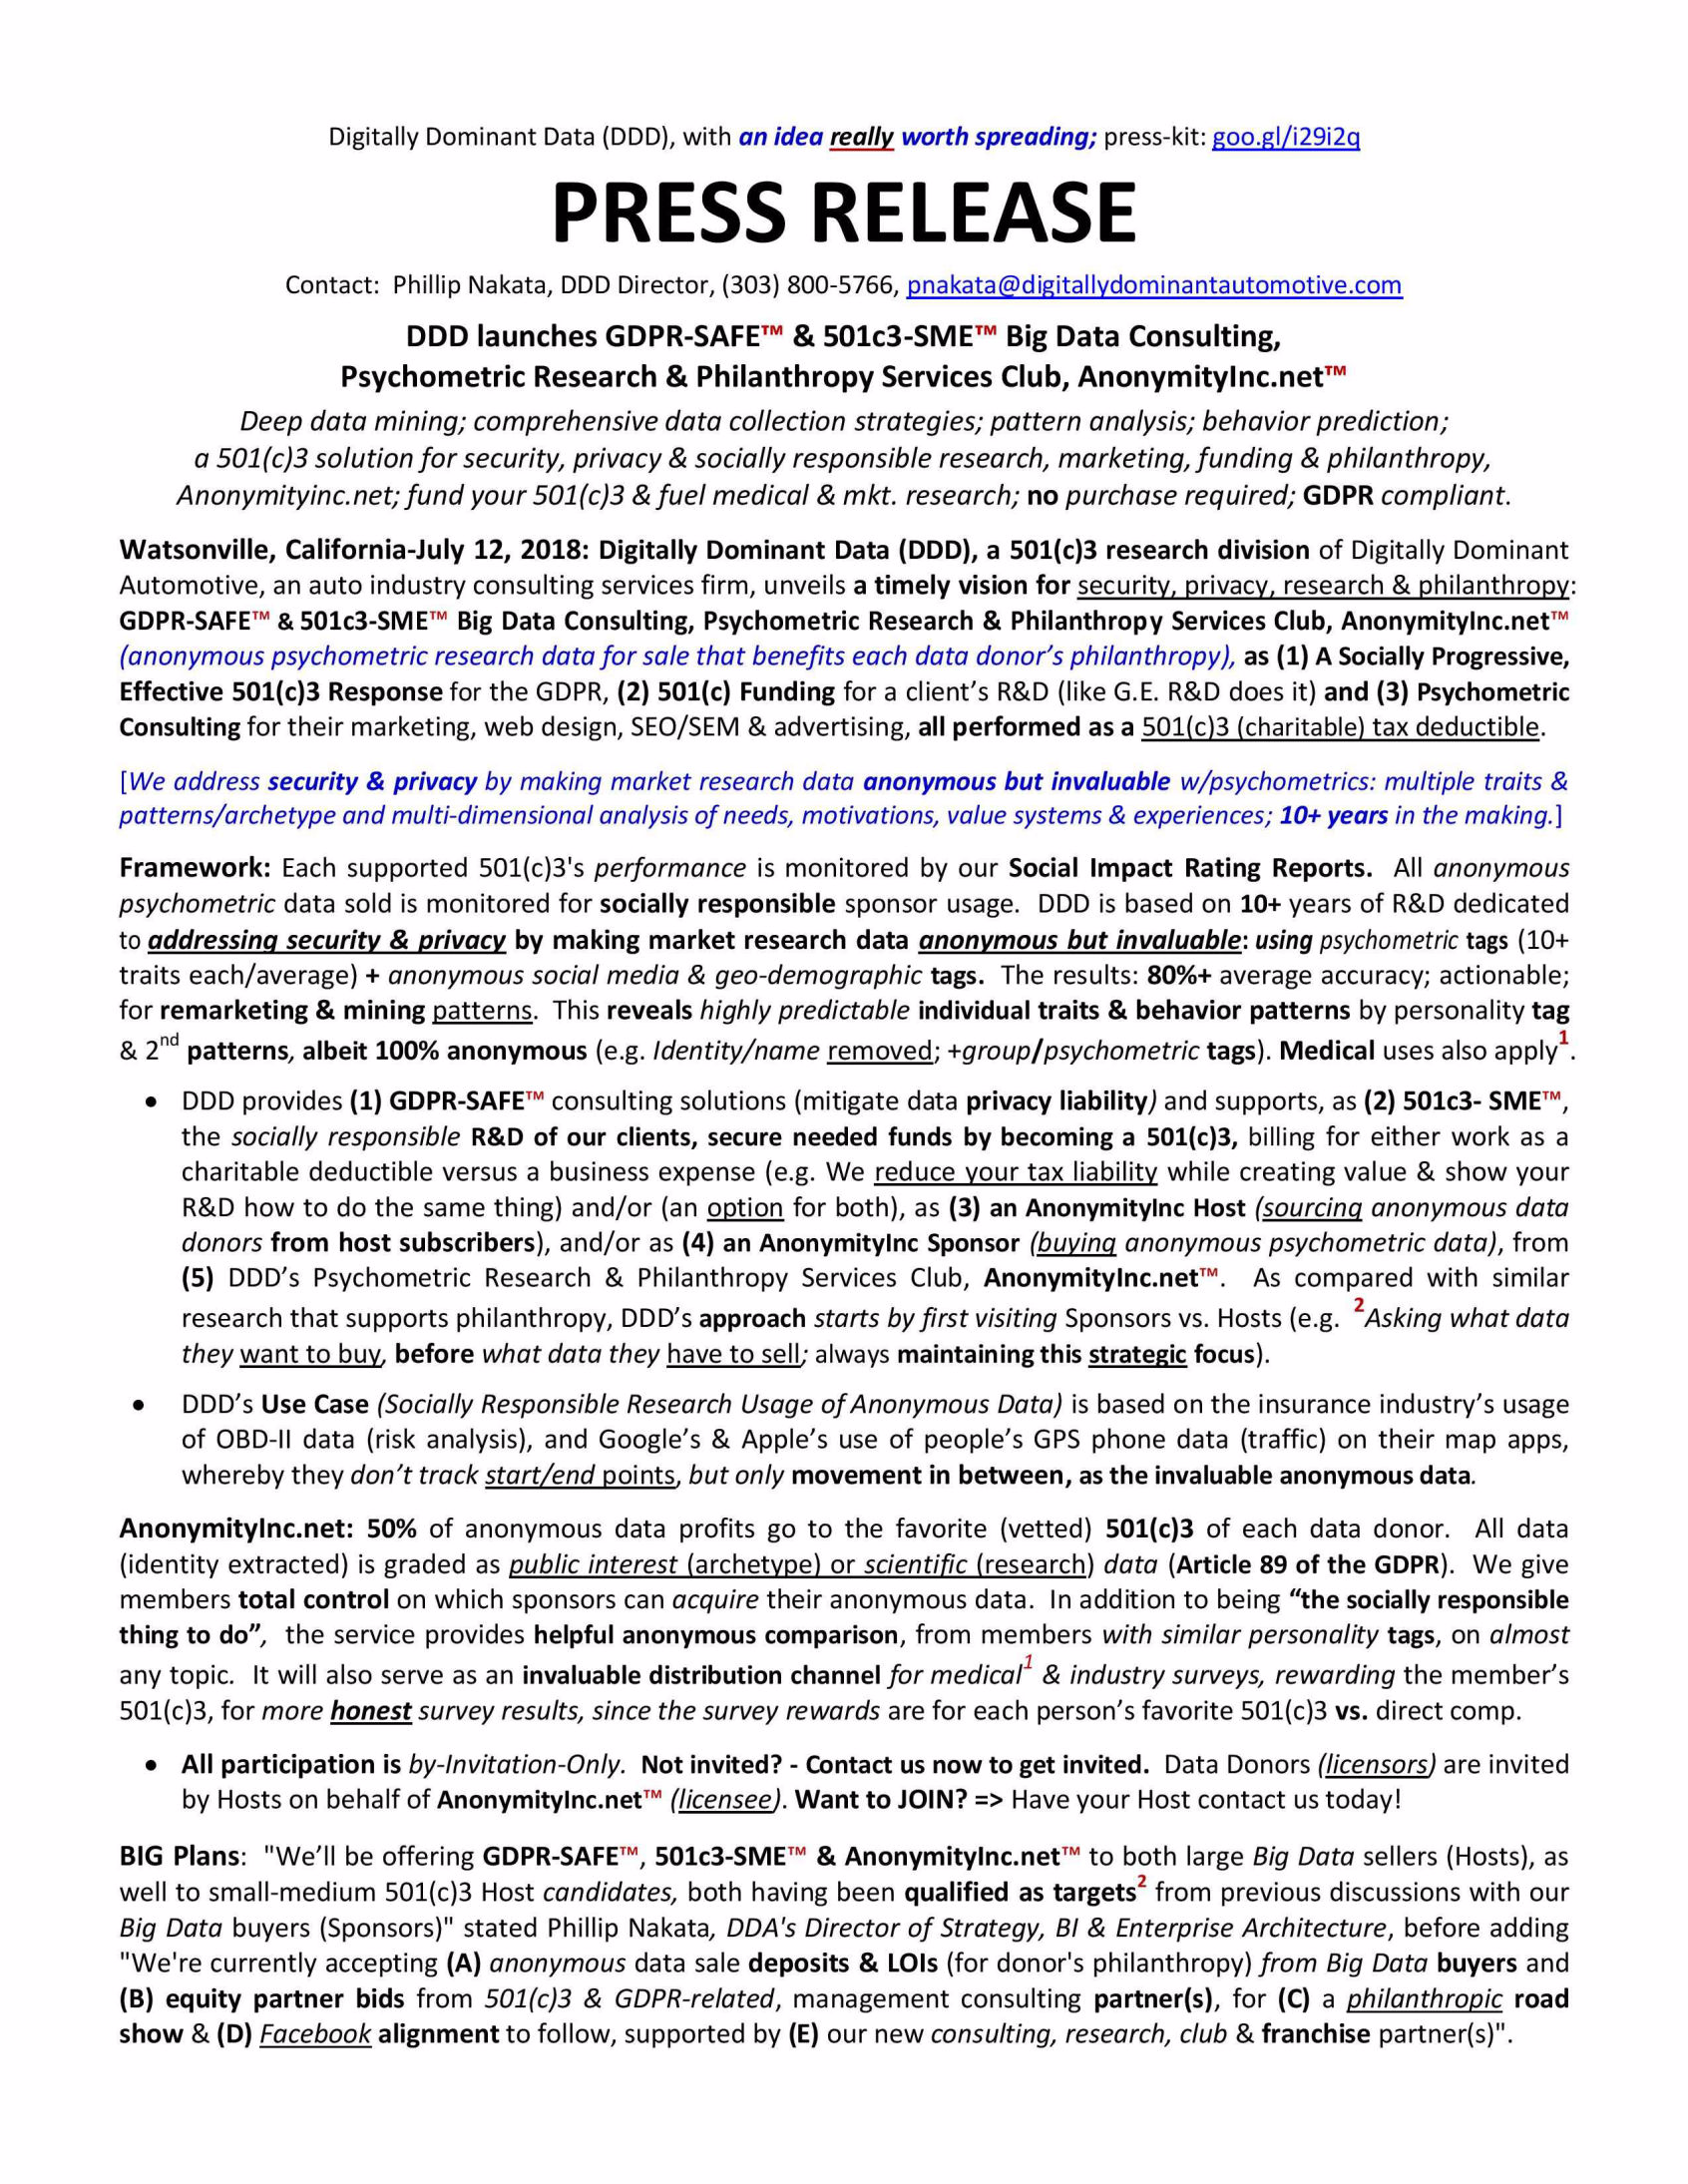 Digitally Dominant Data (DDD), with an idea really worth spreading; press-kit: goo.gl/i29i2q
PRESS RELEASE
Contact:  Phillip Nakata, DDD Director, (303) 800-5766, pnakata@digitallydominantautomotive.com
DDD launches GDPR-SAFE™ & 501c3-SME™ Big Data Consulting,
Psychometric Research & Philanthropy Services Club, AnonymityInc.net™
Deep data mining; comprehensive data collection strategies; pattern analysis; behavior prediction;
a 501(c)3 solution for security, privacy & socially responsible research, marketing, funding & philanthropy,
Anonymityinc.net; fund your 501(c)3 & fuel medical & mkt. research; no purchase required; GDPR compliant.
Watsonville, California-July 12, 2018: Digitally Dominant Data (DDD), a 501(c)3 research division of Digitally Dominant
Automotive, an auto industry consulting services firm, unveils a timely vision for security, privacy, research & philanthropy:
GDPR-SAFE™ & 501c3-SME™ Big Data Consulting, Psychometric Research & Philanthropy Services Club, AnonymityInc.net™
(anonymous psychometric research data for sale that benefits each data donor’s philanthropy), as (1) A Socially Progressive,
Effective 501(c)3 Response for the GDPR, (2) 501(c) Funding for a client’s R&D (like G.E. R&D does it) and (3) Psychometric
Consulting for their marketing, web design, SEO/SEM & advertising, all performed as a 501(c)3 (charitable) tax deductible.
[We address security & privacy by making market research data anonymous but invaluable w/psychometrics: multiple traits &
patterns/archetype and multi-dimensional analysis of needs, motivations, value systems & experiences; 10+ years in the making.]
Framework: Each supported 501(c)3's performance is monitored by our Social Impact Rating Reports.  All anonymous
psychometric data sold is monitored for socially responsible sponsor usage.  DDD is based on 10+ years of R&D dedicated
to addressing security & privacy by making market research data anonymous but invaluable: using psychometric tags (10+
traits each/average) + anonymous social media & geo-demographic tags.  The results: 80%+ average accuracy; actionable;
for remarketing & mining patterns.  This reveals highly predictable individual traits & behavior patterns by personality tag
& 2nd patterns, albeit 100% anonymous (e.g. Identity/name removed; +group/psychometric tags). Medical uses also apply1.
• DDD provides (1) GDPR-SAFE™ consulting solutions (mitigate data privacy liability) and supports, as (2) 501c3- SME™,
the socially responsible R&D of our clients, secure needed funds by becoming a 501(c)3, billing for either work as a
charitable deductible versus a business expense (e.g. We reduce your tax liability while creating value & show your
R&D how to do the same thing) and/or (an option for both), as (3) an AnonymityInc Host (sourcing anonymous data
donors from host subscribers), and/or as (4) an AnonymityInc Sponsor (buying anonymous psychometric data), from
(5) DDD’s Psychometric Research & Philanthropy Services Club, AnonymityInc.net™.  As compared with similar
research that supports philanthropy, DDD’s approach starts by first visiting Sponsors vs. Hosts (e.g. 2Asking what data
they want to buy, before what data they have to sell; always maintaining this strategic focus).
• DDD’s Use Case (Socially Responsible Research Usage of Anonymous Data) is based on the insurance industry’s usage
of OBD-II data (risk analysis), and Google’s & Apple’s use of people’s GPS phone data (traffic) on their map apps,
whereby they don’t track start/end points, but only movement in between, as the invaluable anonymous data.
AnonymityInc.net: 50% of anonymous data profits go to the favorite (vetted) 501(c)3 of each data donor.  All data
(identity extracted) is graded as public interest (archetype) or scientific (research) data (Article 89 of the GDPR).  We give
members total control on which sponsors can acquire their anonymous data.  In addition to being “the socially responsible
thing to do”,  the service provides helpful anonymous comparison, from members with similar personality tags, on almost
any topic.  It will also serve as an invaluable distribution channel for medical1 & industry surveys, rewarding the member’s
501(c)3, for more honest survey results, since the survey rewards are for each person’s favorite 501(c)3 vs. direct comp.
• All participation is by-Invitation-Only.  Not invited? - Contact us now to get invited.  Data Donors (licensors) are invited
by Hosts on behalf of AnonymityInc.net™ (licensee). Want to JOIN? => Have your Host contact us today!
BIG Plans:  "We’ll be offering GDPR-SAFE™, 501c3-SME™ & AnonymityInc.net™ to both large Big Data sellers (Hosts), as
well to small-medium 501(c)3 Host candidates, both having been qualified as targets2 from previous discussions with our
Big Data buyers (Sponsors)" stated Phillip Nakata, DDA's Director of Strategy, BI & Enterprise Architecture, before adding
"We're currently accepting (A) anonymous data sale deposits & LOIs (for donor's philanthropy) from Big Data buyers and
(B) equity partner bids from 501(c)3 & GDPR-related, management consulting partner(s), for (C) a philanthropic road
show & (D) Facebook alignment to follow, supported by (E) our new consulting, research, club & franchise partner(s)".